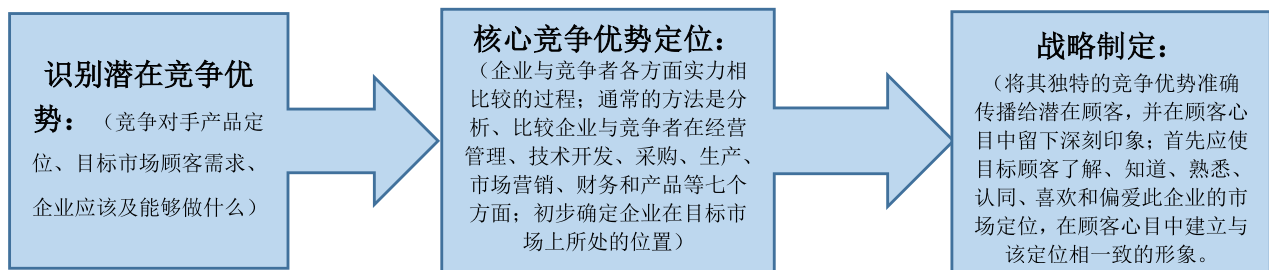 识别潜在竞争优
势：（竞争对手产品定
位、目标市场顾客需求、
企业应该及能够做什么）
核心竞争优势定位：
（企业与竞争者各方面实力相
比较的过程；通常的方法是分
析、比较企业与竞争者在经营
管理、技术开发、采购、生产、
市场营销、财务和产品等七个
方面；初步确定企业在目标市
场上所处的位置）
战略制定：
（将其独特的竞争优势准确
传播给潜在顾客，并在顾客心
目中留下深刻印象；首先应使
目标顾客了解、知道、熟悉、
认同、喜欢和偏爱此企业的市
场定位，在顾客心目中建立与
该定位相一致的形象。